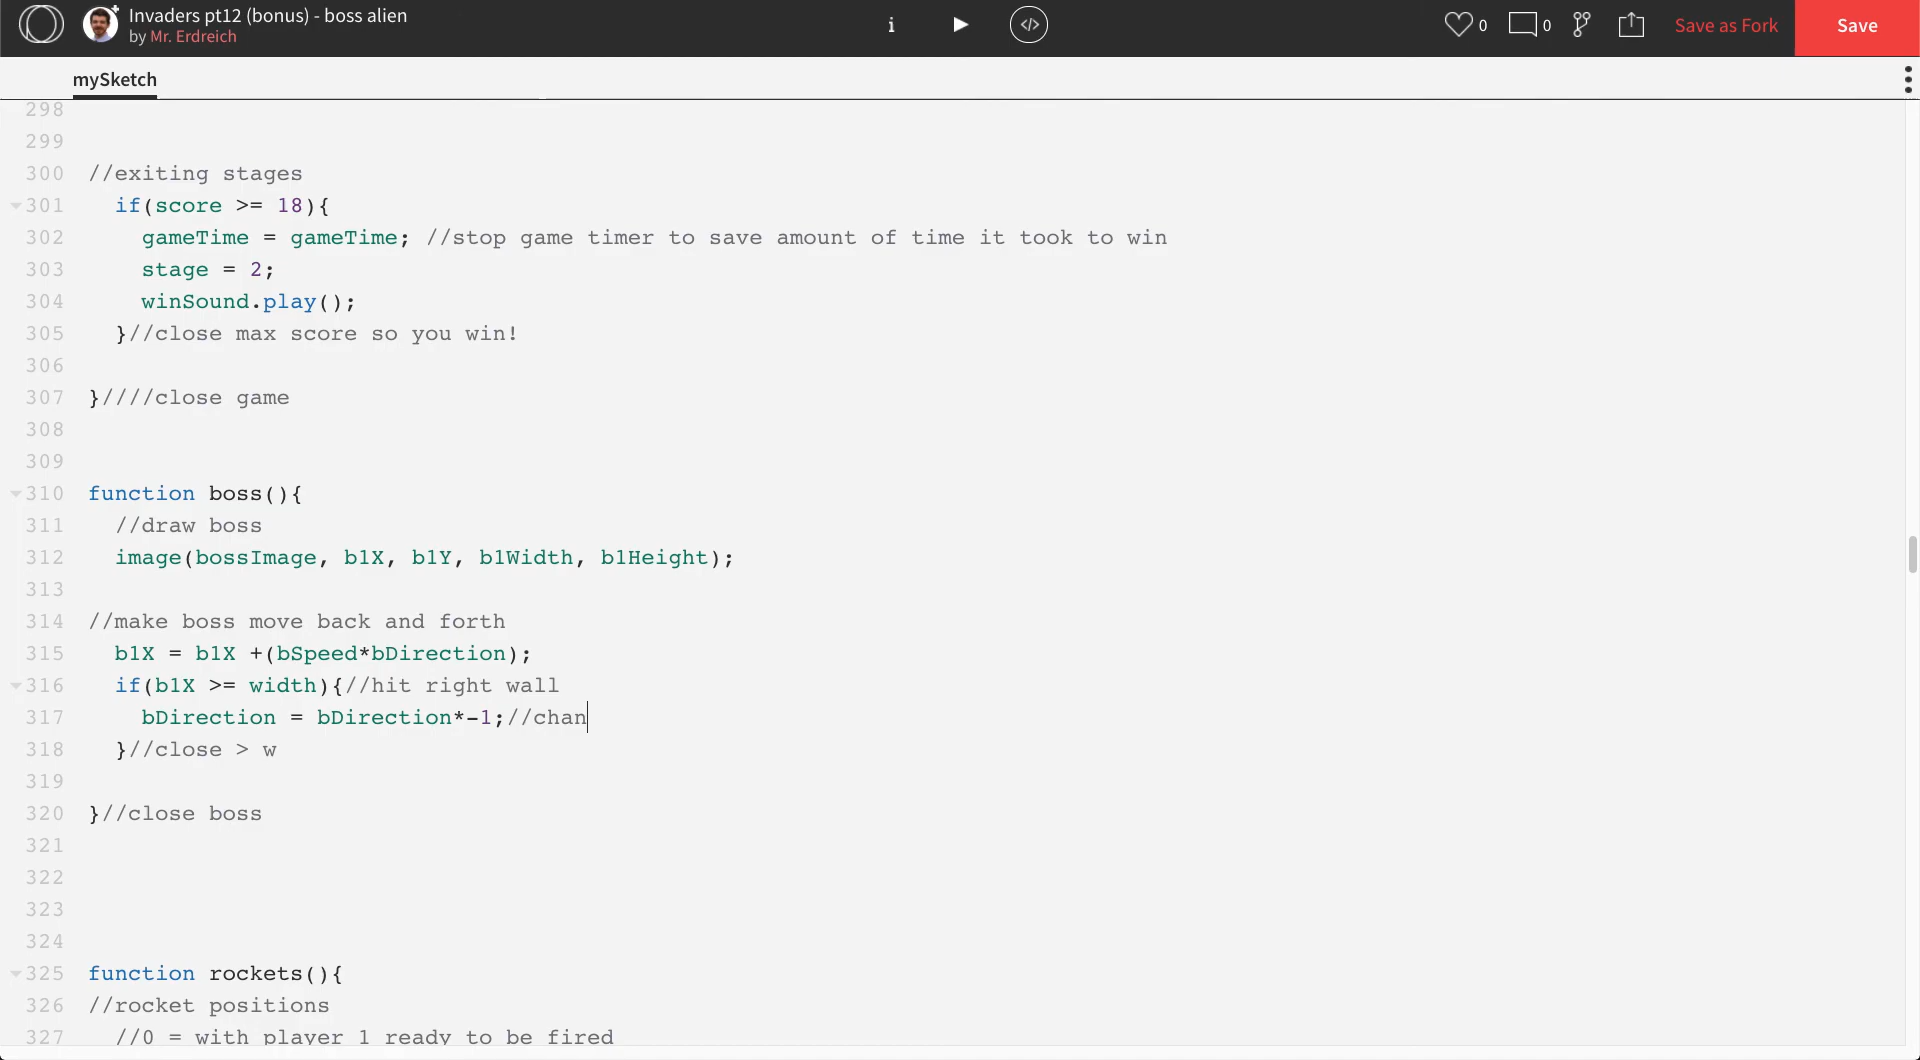 Invaders pt12 (bonus) - boss alien
by Mr. Erdreich
i
</>
0
0
Save as Fork
Save
mySketch
298
299
300 //exiting stages
301 if(score >= 18){
302 gameTime = gameTime; //stop game timer to save amount of time it took to win
303 stage = 2;
304 winSound.play();
305 }//close max score so you win!
306
307 }////close game
308
309
310 function boss(){
311 //draw boss
312 image(bossImage, b1X, b1Y, b1Width, b1Height);
313
314 //make boss move back and forth
315 b1X = b1X +(bSpeed*bDirection);
316 if(b1X >= width){//hit right wall
317 bDirection = bDirection*-1;//chan
318 }//close > w
319
320 }//close boss
321
322
323
324
325 function rockets(){
326 //rocket positions
327 //0 = with player 1 ready to be fired